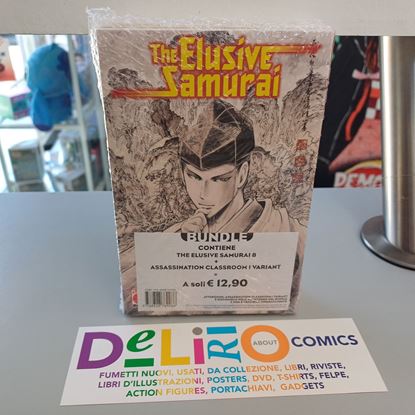 The Elusive
Samurai
BUNDLE
CONTIENE
THE ELUSIVE SAMURAI 8
+
ASSASSINATION CLASSROOM 1 VARIANT
A soli € 12,90
DEMO
DeLiRiO
ABOUT
COMICS
FUMETTI NUOVI, USATI, DA COLLEZIONE, LIBRI, RIVISTE,
LIBRI D'ILLUSTRAZIONI, POSTERS, DVD, T-SHIRTS, FELPE,
ACTION FIGURES, PORTACHIAVI, GADGETS